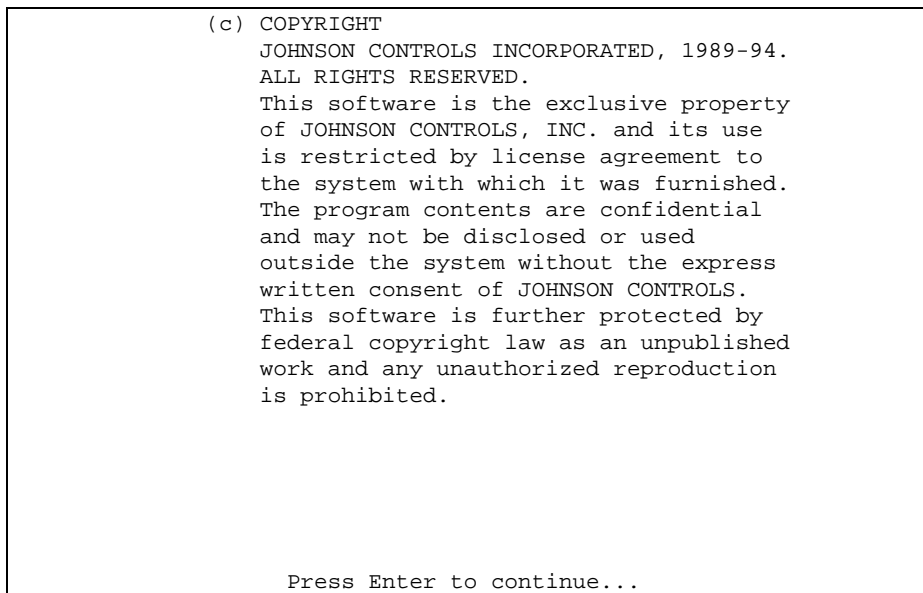 (c) COPYRIGHT
JOHNSON CONTROLS INCORPORATED, 1989-94.
ALL RIGHTS RESERVED.
This software is the exclusive property
of JOHNSON CONTROLS, INC. and its use
is restricted by license agreement to
the system with which it was furnished.
The program contents are confidential
and may not be disclosed or used
outside the system without the express
written consent of JOHNSON CONTROLS.
This software is further protected by
federal copyright law as an unpublished
work and any unauthorized reproduction
is prohibited.
Press Enter to continue...